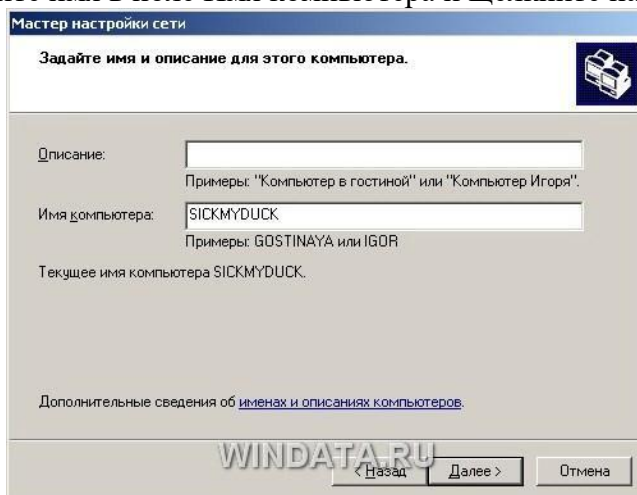 Мастер настройки сети
Задайте имя и описание для этого компьютера.
Описание:
Примеры: "Компьютер в гостиной" или "Компьютер Игоря".
Имя компьютера:
SICKMYDUCK
Примеры: GOSTINAYA или IGOR
Текущее имя компьютера SICKMYDUCK.
Дополнительные сведения об именах и описаниях компьютеров.
WINDATA.RU
< Назад Далее > Отмена